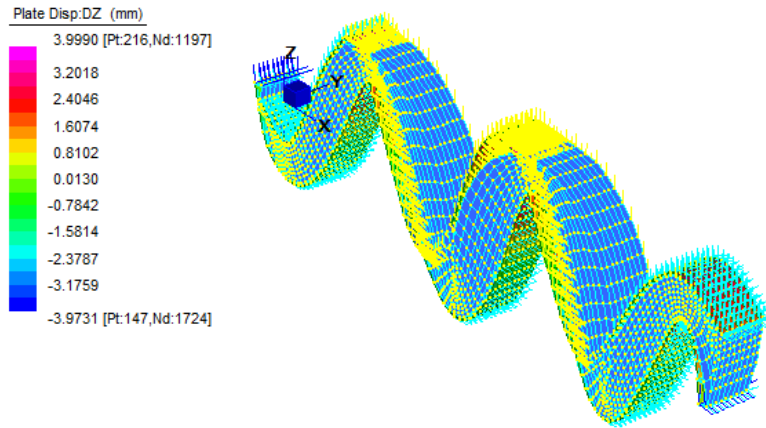 Plate Disp:DZ (mm)
3.9990 [Pt:216,Nd:1197]
3.2018
2.4046
1.6074
0.8102
0.0130
-0.7842
-1.5814
-2.3787
-3.1759
-3.9731 [Pt:147,Nd:1724]
Z
Y
X